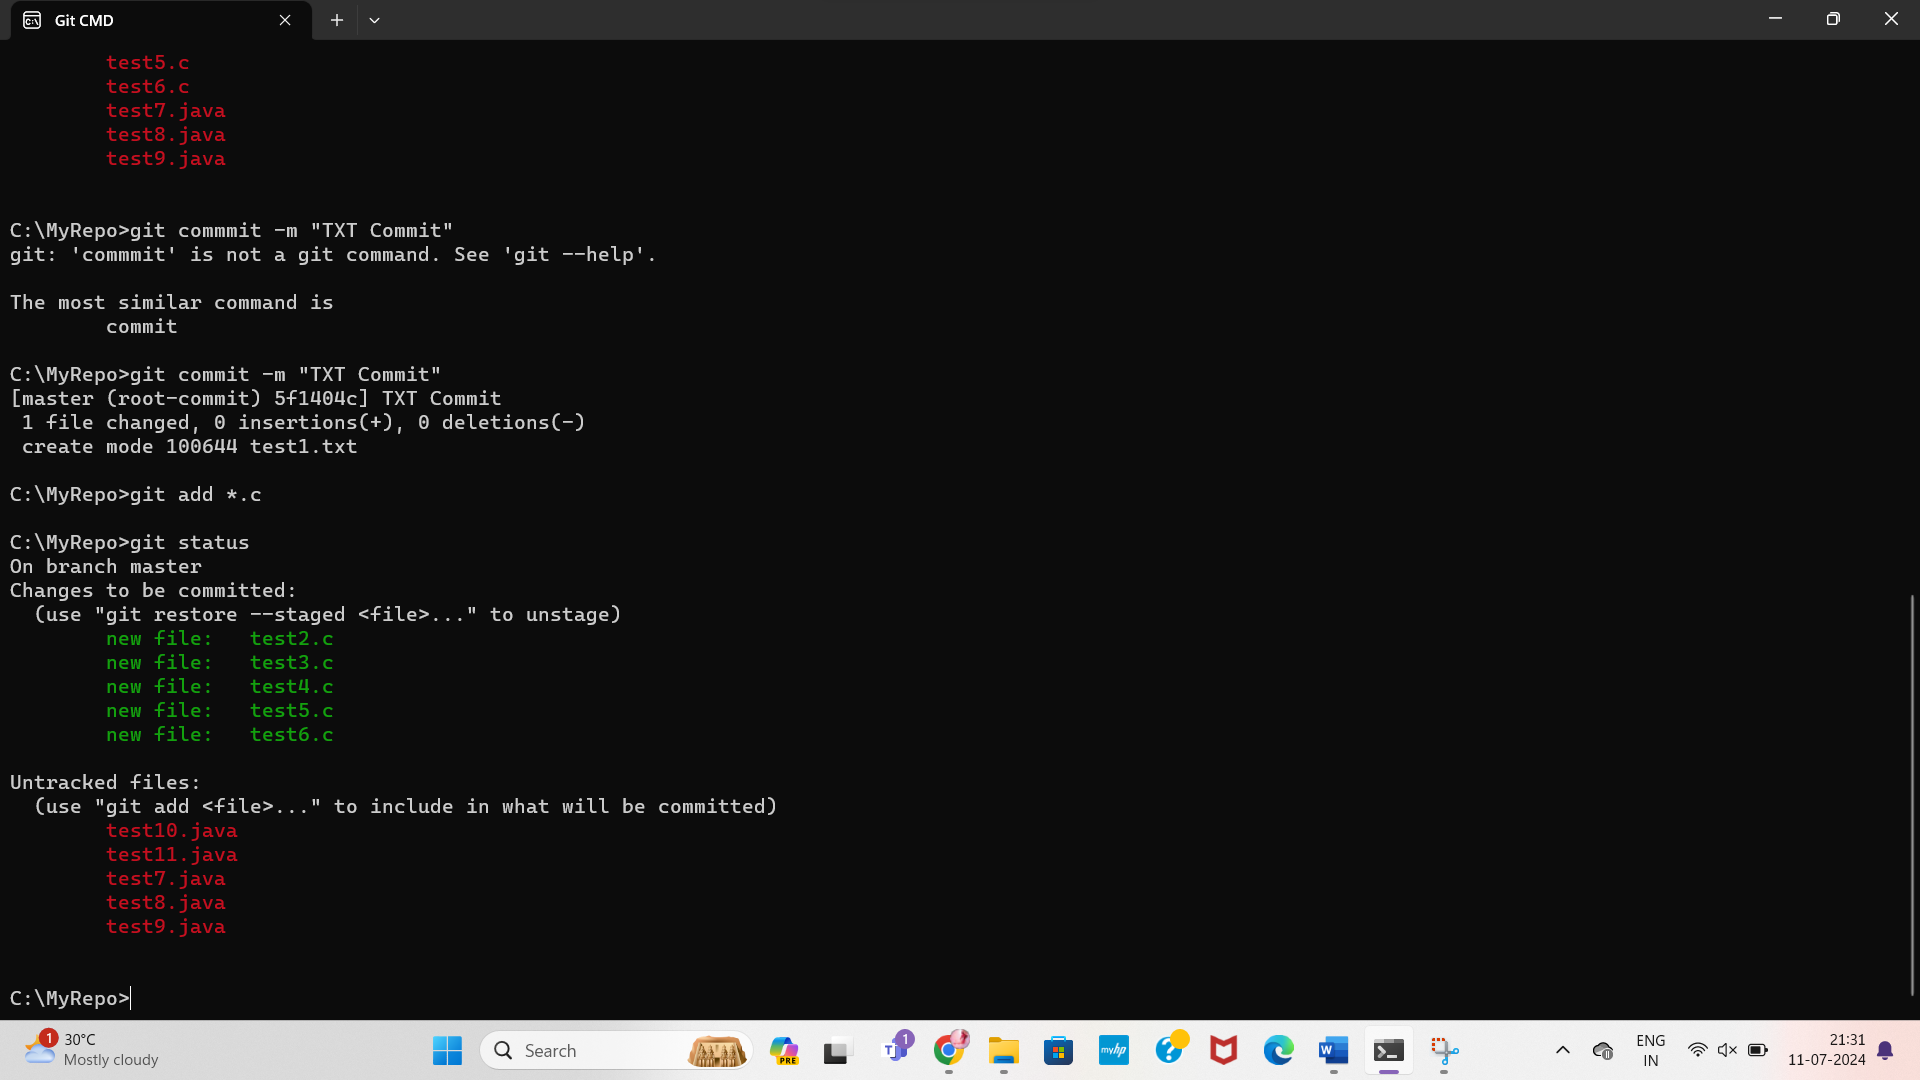 Git CMD
test5.c
test6.c
test7.java
test8.java
test9.java
C:\MyRepo>git commmit -m "TXT Commit"
git: 'commmit' is not a git command. See 'git --help'.
The most similar command is
commit
C:\MyRepo>git commit -m "TXT Commit"
[master (root-commit) 5f1404c] TXT Commit
1 file changed, 0 insertions(+), 0 deletions(-)
create mode 100644 test1.txt
C:\MyRepo>git add *.c
C:\MyRepo>git status
On branch master
Changes to be committed:
(use "git restore --staged <file>..." to unstage)
new file:   test2.c
new file:   test3.c
new file:   test4.c
new file:   test5.c
new file:   test6.c
Untracked files:
(use "git add <file>..." to include in what will be committed)
test10.java
test11.java
test7.java
test8.java
test9.java
C:\MyRepo>
1
30°C
Mostly cloudy
Search
PRE
1
myhp
ENG
IN
21:31
11-07-2024